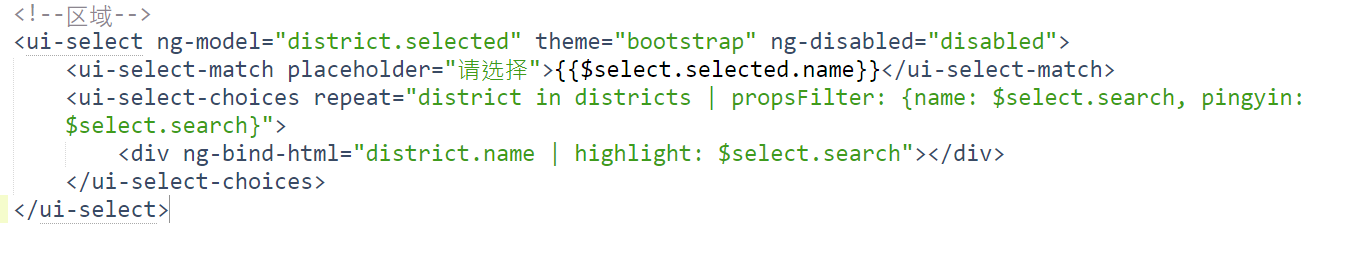 <!--区域-->
<ui-select ng-model="district.selected" theme="bootstrap" ng-disabled="disabled">
<ui-select-match placeholder="请选择">{{$select.selected.name}}</ui-select-match>
<ui-select-choices repeat="district in districts | propsFilter: {name: $select.search, pingyin:
$select.search}">
<div ng-bind-html="district.name | highlight: $select.search"></div>
</ui-select-choices>
</ui-select>